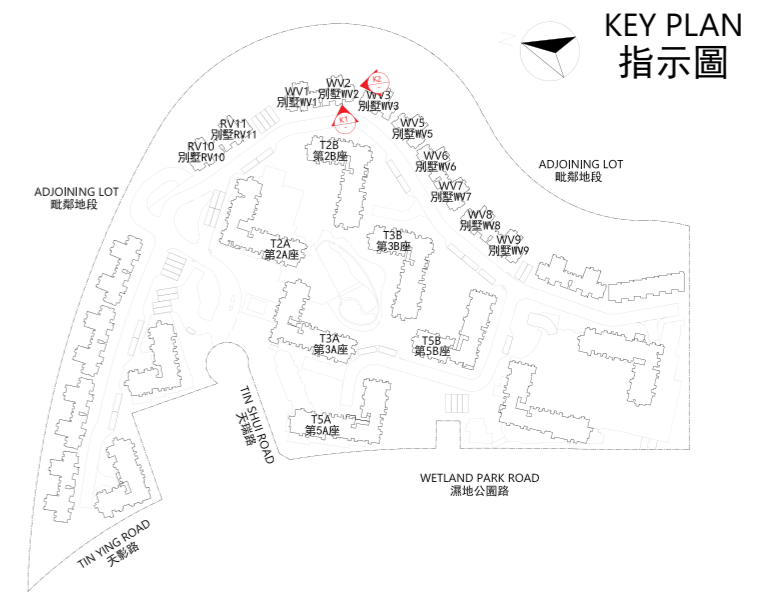 KEY PLAN
指示圖
N
K2
-
WV2
別墅WV2
WV1
別墅WV1
WV3
別墅WV3
K1
-
RV11
別墅RV11
WV5
別墅WV5
RV10
別墅RV10
T2B
第2B座
WV6
別墅WV6
ADJOINING LOT
毗鄰地段
ADJOINING LOT
毗鄰地段
WV7
別墅WV7
WV8
別墅WV8
T3B
第3B座
WV9
別墅WV9
T2A
第2A座
T3A
第3A座
T5B
第5B座
T5A
第5A座
TIN SHUI ROAD
天瑞路
WETLAND PARK ROAD
濕地公園路
TIN YING ROAD
天影路